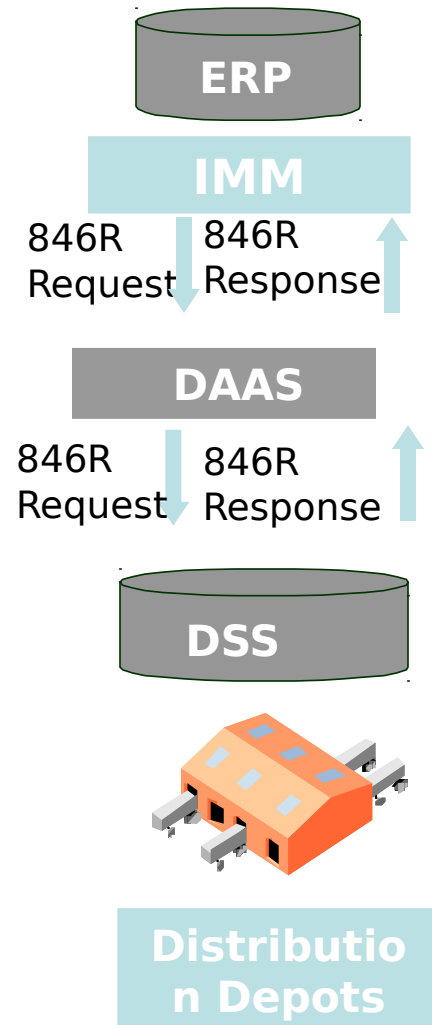 ERP
IMM
846R
Request
846R
Response
DAAS
846R
Request
846R
Response
DSS
Distributio
n Depots